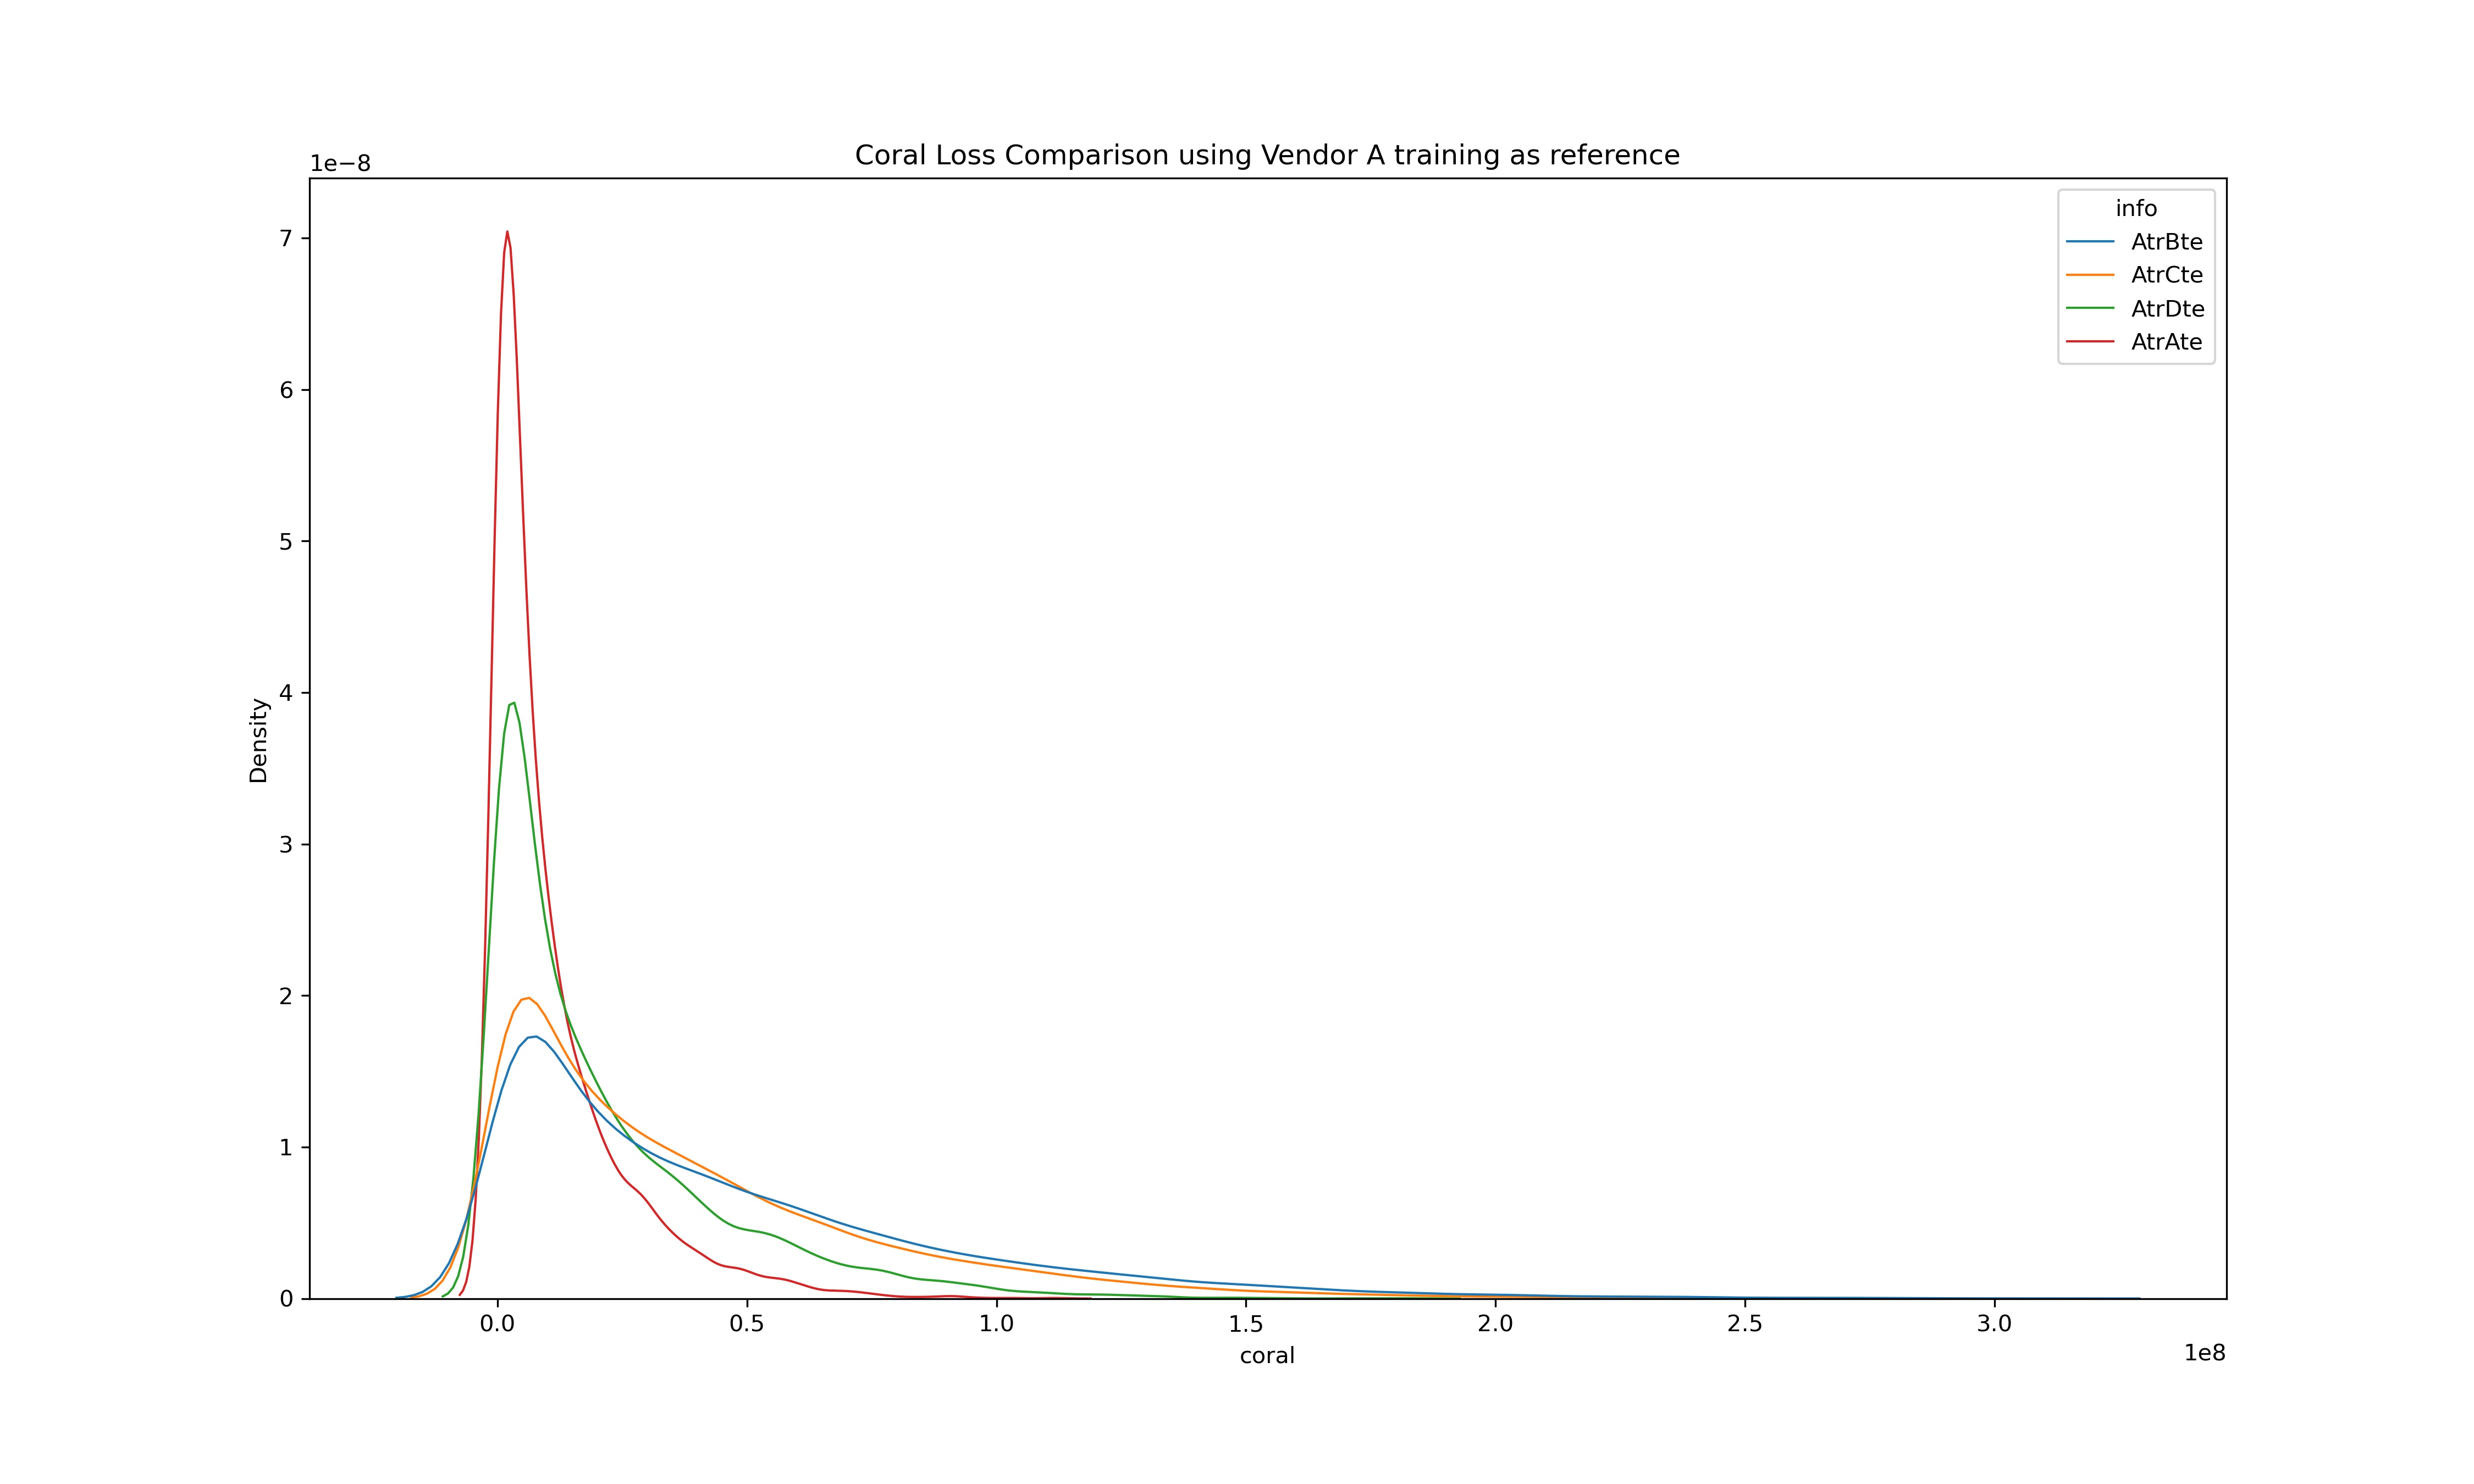 Coral Loss Comparison using Vendor A training as reference
1e−8
info
AtrBte
AtrCte
AtrDte
AtrAte
7
6
5
4
3
2
1
0
Density
0.0 0.5 1.0 1.5 2.0 2.5 3.0
coral
1e8